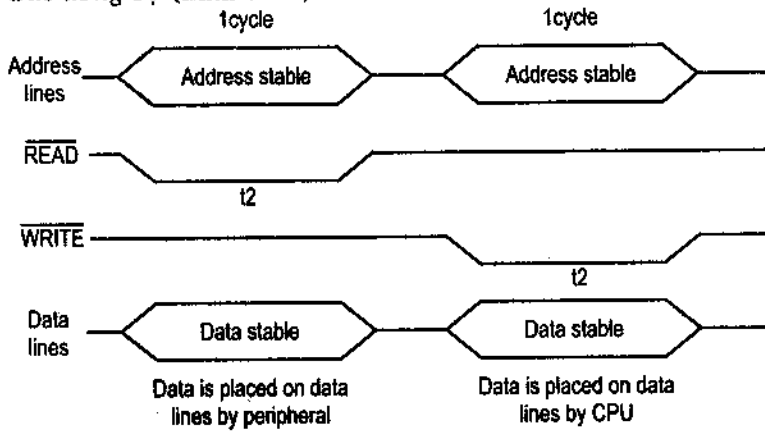 1cycle 1cycle
Address lines Address stable Address stable
READ
t2
WRITE
t2
Data lines Data stable Data stable
Data is placed on data Data is placed on data
lines by peripheral lines by CPU